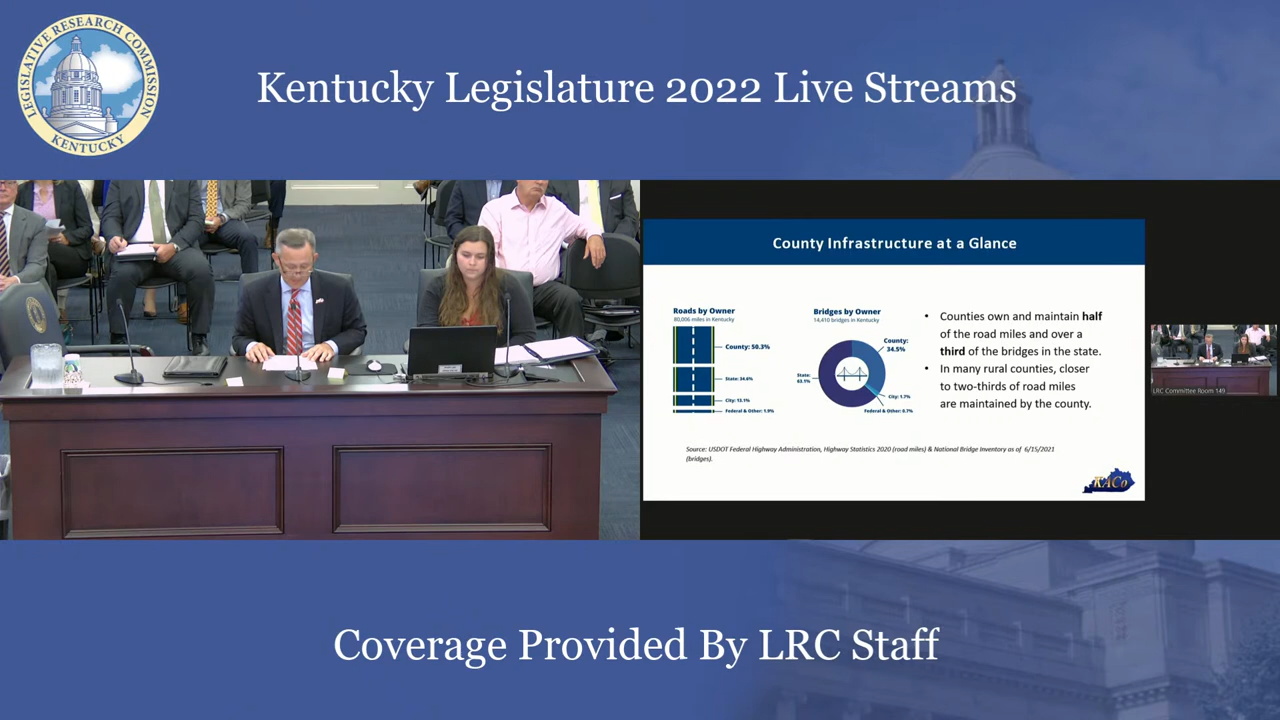 LEGISLATIVE RESEARCH COMMISSION
KENTUCKY
Kentucky Legislature 2022 Live Streams
County Infrastructure at a Glance
Roads by Owner
80,006 miles in Kentucky
County: 50.3%
State: 34.6%
City: 13.1%
Federal & Other: 1.9%
Bridges by Owner
14,410 bridges in Kentucky
County:
34.5%
State:
63.1%
City: 1.7%
Federal & Other: 0.7%
• Counties own and maintain half
of the road miles and over a
third of the bridges in the state.
• In many rural counties, closer
to two-thirds of road miles
are maintained by the county.
Source: USDOT Federal Highway Administration, Highway Statistics 2020 (road miles) & National Bridge Inventory as of 6/15/2021
(bridges).
KACo
LRC Committee Room 149
Coverage Provided By LRC Staff